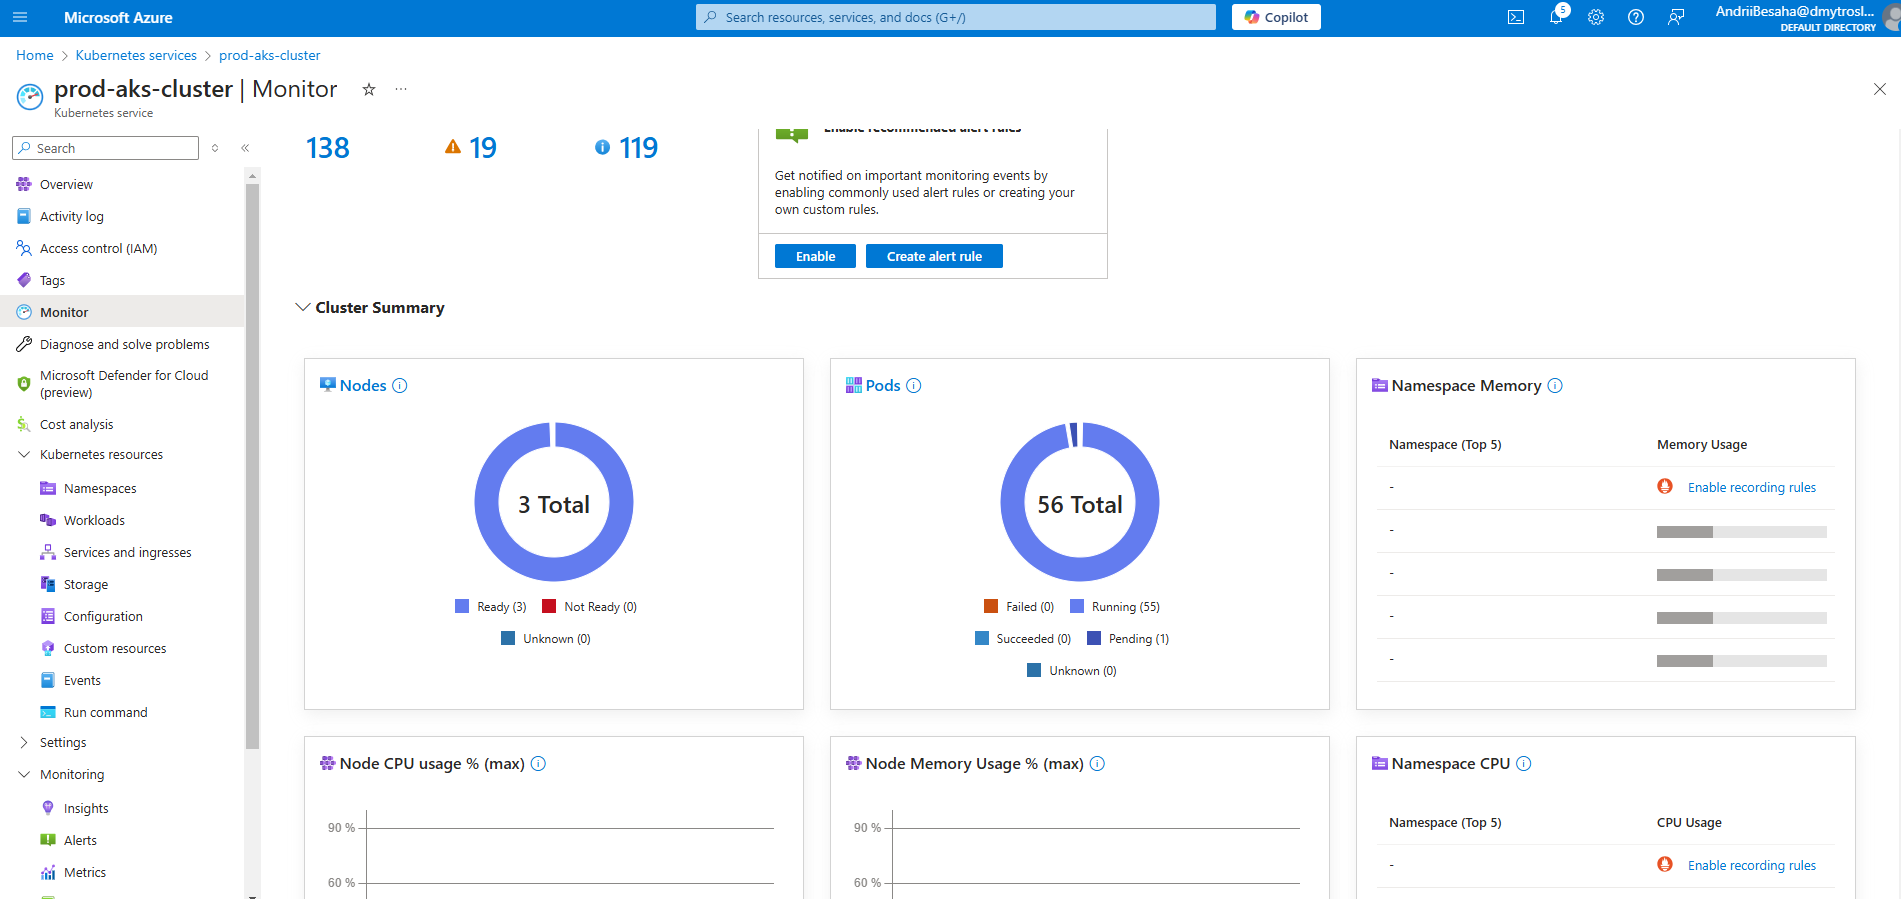 Microsoft Azure
Search resources, services, and docs (G+/)
Copilot
5
AndriiBesaha@dmytrosl...
DEFAULT DIRECTORY
Home > Kubernetes services > prod-aks-cluster
prod-aks-cluster | Monitor
Kubernetes service
Search
Overview
Activity log
Access control (IAM)
Tags
Monitor
Diagnose and solve problems
Microsoft Defender for Cloud
(preview)
Cost analysis
Kubernetes resources
Namespaces
Workloads
Services and ingresses
Storage
Configuration
Custom resources
Events
Run command
Settings
Monitoring
Insights
Alerts
Metrics
138
19
119
Enable recommended alert rules
Get notified on important monitoring events by
enabling commonly used alert rules or creating your
own custom rules.
Enable
Create alert rule
Cluster Summary
Nodes
3 Total
Ready (3)
Not Ready (0)
Unknown (0)
Pods
56 Total
Failed (0)
Running (55)
Succeeded (0)
Pending (1)
Unknown (0)
Namespace Memory
Namespace (Top 5)
Memory Usage
-
Enable recording rules
-
-
-
-
Node CPU usage % (max)
90 %
60 %
Node Memory Usage % (max)
90 %
60 %
Namespace CPU
Namespace (Top 5)
CPU Usage
-
Enable recording rules